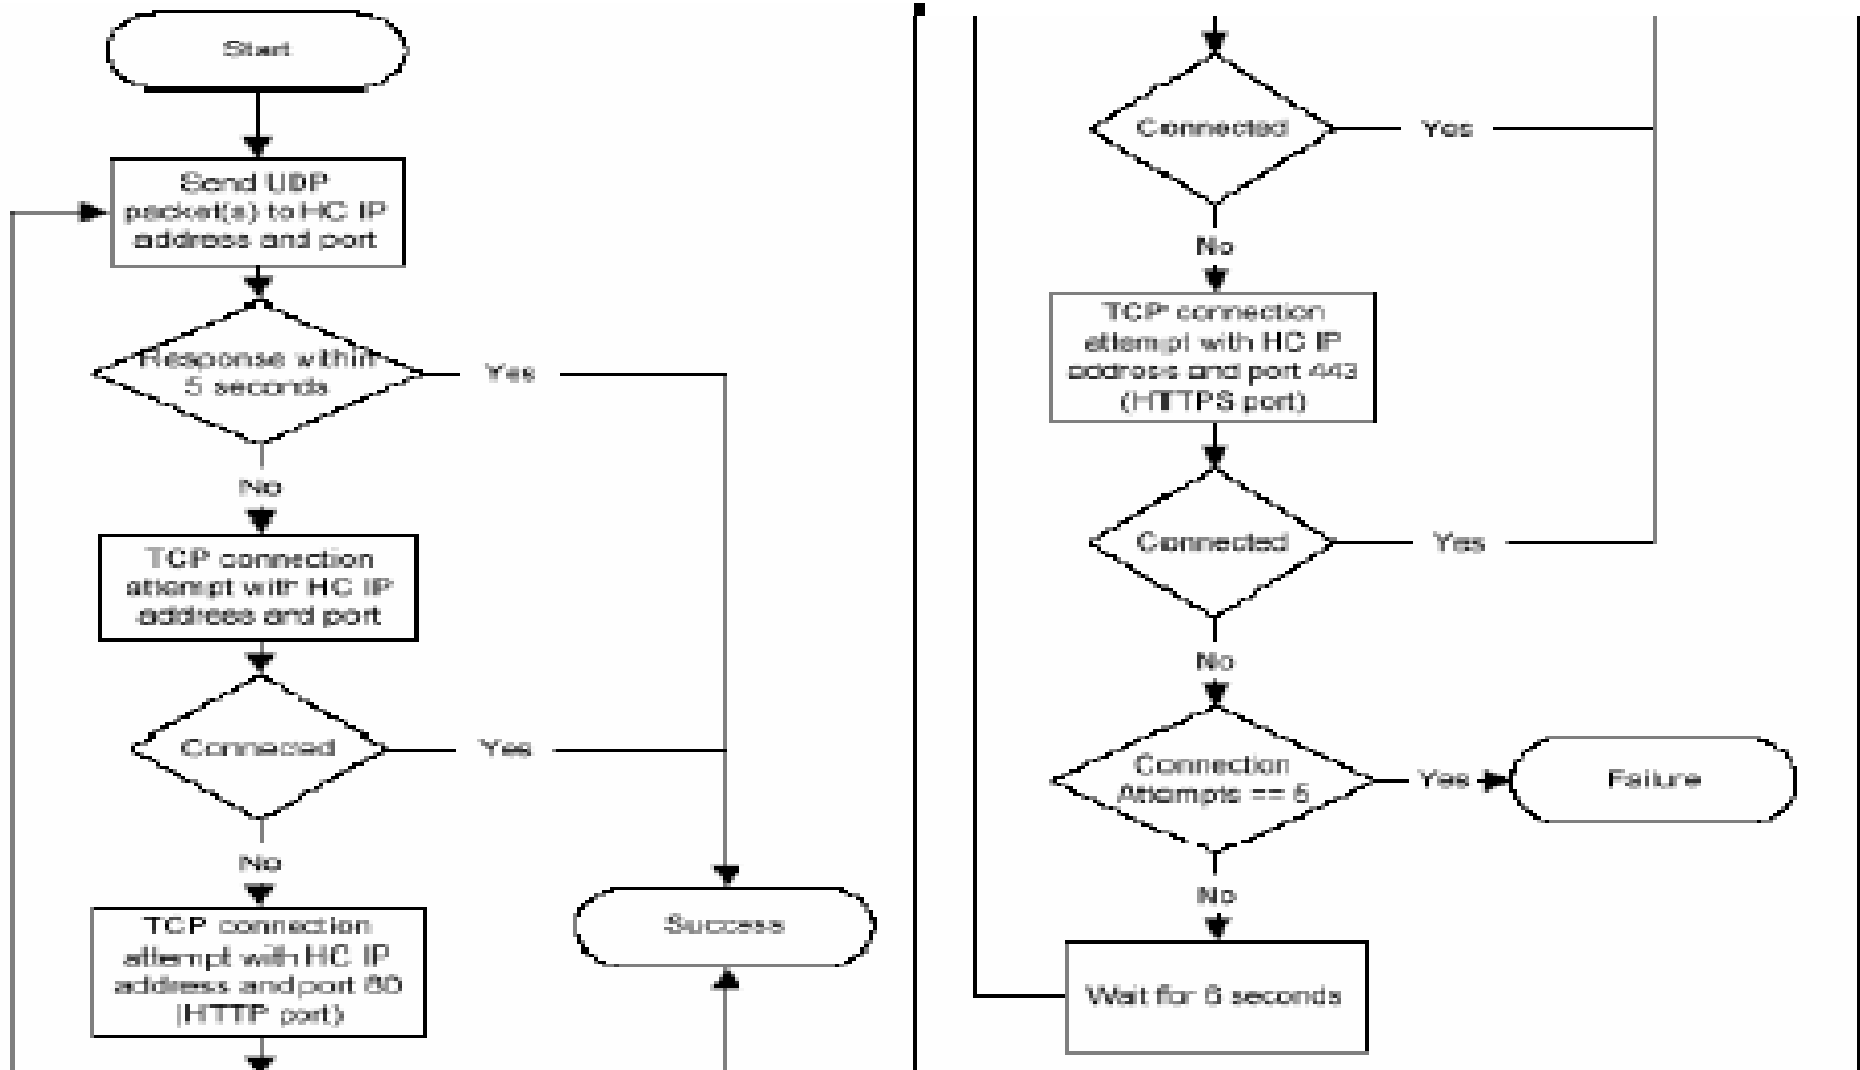 Start
Send UDP
packet(s) to HC IP
address and port
Response within
5 seconds
Yes
No
TCP connection
attempt with HC IP
address and port
Connected
Yes
No
TCP connection
attempt with HC IP
address and port 80
(HTTP port)
Success
Connected
Yes
No
TCP connection
attempt with HC IP
address and port 443
(HTTPS port)
Connected
Yes
No
Connection
Attempts ==
Yes
Failure
No
Wait for 6 seconds